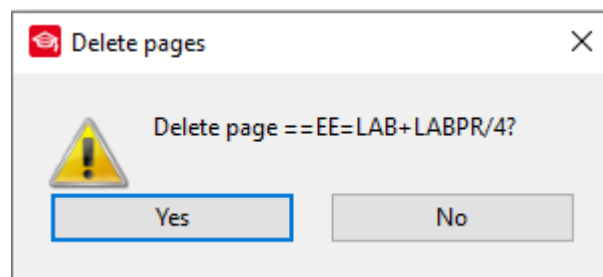 Delete pages
Delete page ==EE=LAB+LABPR/4?
Yes
No